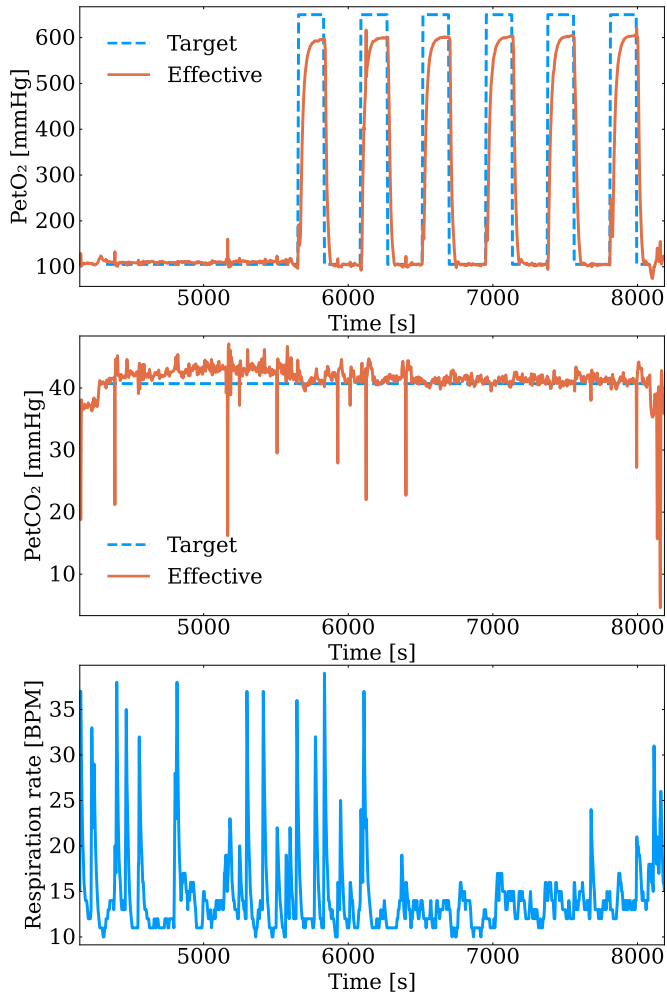 600
500
400
300
200
100
PetO₂ [mmHg]
Target
Effective
5000 6000 7000 8000
Time [s]
40
30
20
10
PetCO₂ [mmHg]
Target
Effective
5000 6000 7000 8000
Time [s]
35
30
25
20
15
10
Respiration rate [BPM]
5000 6000 7000 8000
Time [s]